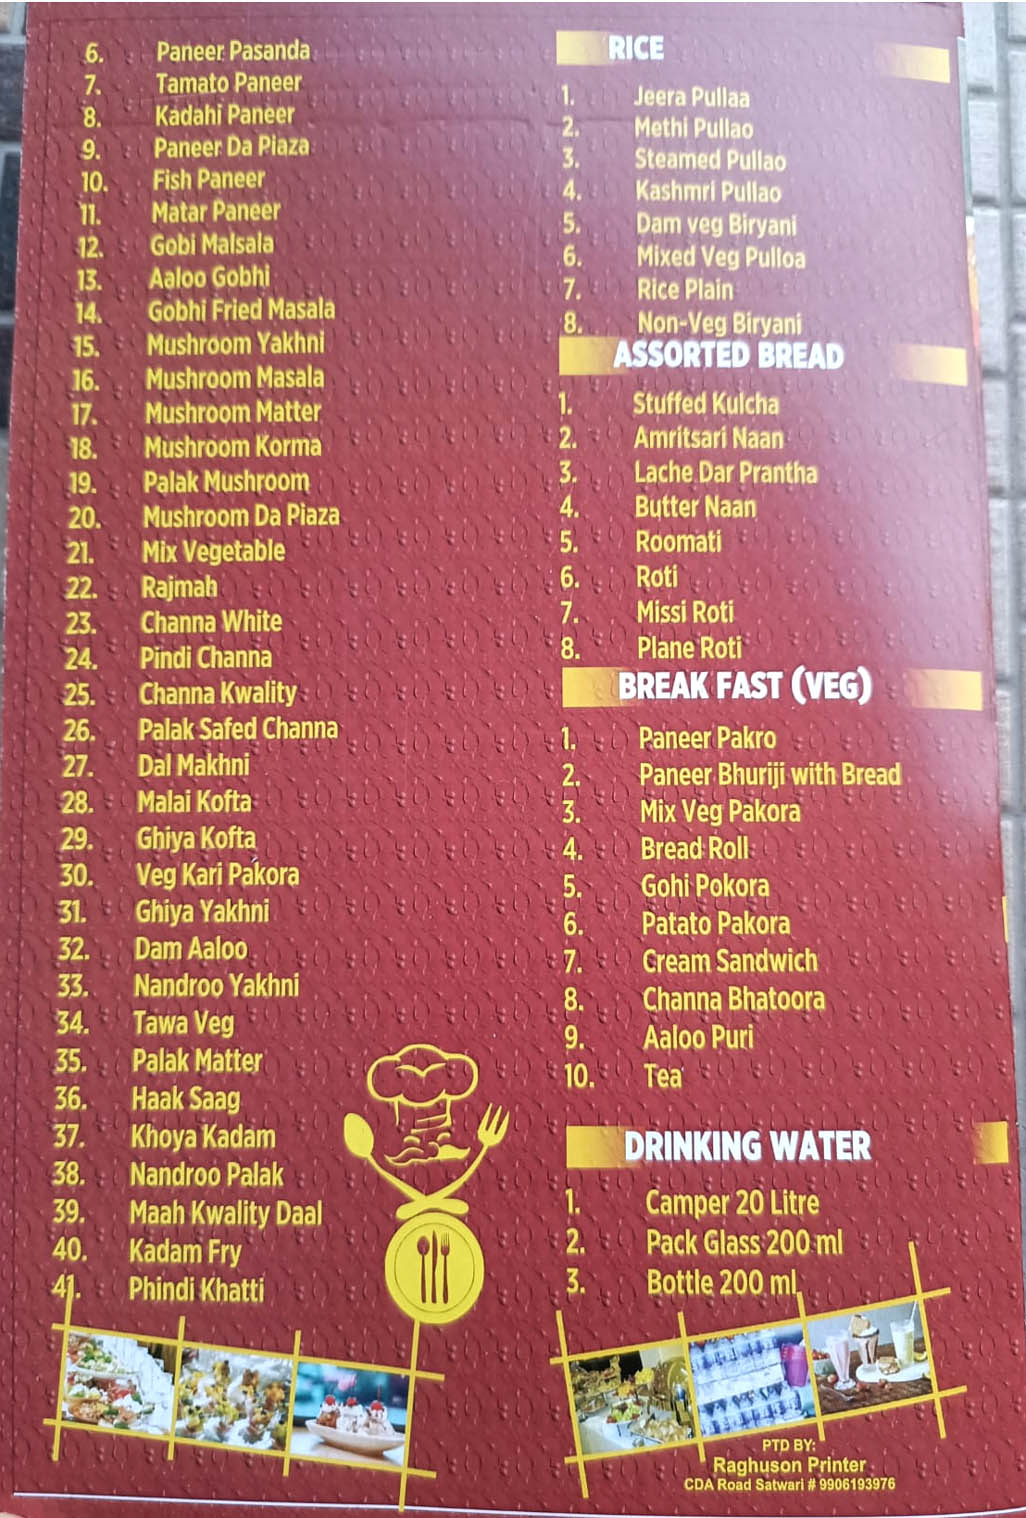 6. Paneer Pasanda
7. Tamato Paneer
8. Kadahi Paneer
9. Paneer Da Piaza
10. Fish Paneer
11. Matar Paneer
12. Gobi Malsala
13. Aaloo Gobhi
14. Gobhi Fried Masala
15. Mushroom Yakhni
16. Mushroom Masala
17. Mushroom Matter
18. Mushroom Korma
19. Palak Mushroom
20. Mushroom Da Piaza
21. Mix Vegetable
22. Rajmah
23. Channa White
24. Pindi Channa
25. Channa Kwality
26. Palak Safed Channa
27. Dal Makhni
28. Malai Kofta
29. Ghiya Kofta
30. Veg Kari Pakora
31. Ghiya Yakhni
32. Dam Aaloo
33. Nandroo Yakhni
34. Tawa Veg
35. Palak Matter
36. Haak Saag
37. Khoya Kadam
38. Nandroo Palak
39. Maah Kwality Daal
40. Kadam Fry
41. Phindi Khatti
RICE
1. Jeera Pullaa
2. Methi Pullao
3. Steamed Pullao
4. Kashmri Pullao
5. Dam veg Biryani
6. Mixed Veg Pulloa
7. Rice Plain
8. Non-Veg Biryani
ASSORTED BREAD
1. Stuffed Kulcha
2. Amritsari Naan
3. Lache Dar Prantha
4. Butter Naan
5. Roomati
6. Roti
7. Missi Roti
8. Plane Roti
BREAK FAST (VEG)
1. Paneer Pakro
2. Paneer Bhuriji with Bread
3. Mix Veg Pakora
4. Bread Roll
5. Gohi Pokora
6. Patato Pakora
7. Cream Sandwich
8. Channa Bhatoora
9. Aaloo Puri
10. Tea
DRINKING WATER
1. Camper 20 Litre
2. Pack Glass 200 ml
3. Bottle 200 ml
PTD BY:
Raghuson Printer
CDA Road Satwari # 9906193976